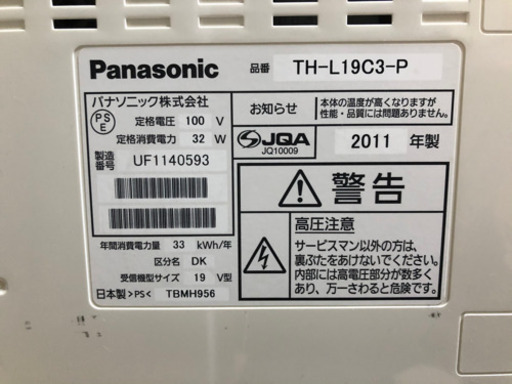 Panasonic
品番 TH-L19C3-P
パナソニック株式会社
PSE
定格電圧 100 V
定格消費電力 32 W
製造番号 UF1140593
お知らせ
本体の温度が高くなりますが
性能・品質には問題ありません。
JQA
JQ10009
2011 年製
年間消費電力量 33 kWh/年
区分名 DK
受信機型サイズ 19 V型
日本製 >PS< TBMH956
警告
高圧注意
サービスマン以外の方は、
裏ぶたをあけないでください。
内部には高電圧部分が数多く
あり、万一さわると危険です。